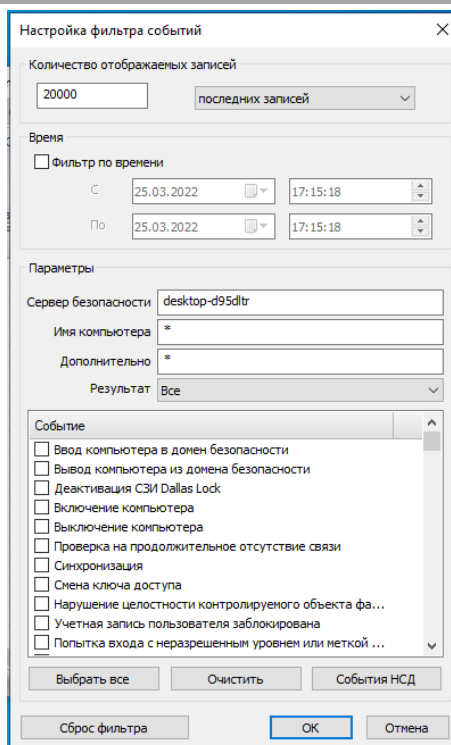 Настройка фильтра событий
Количество отображаемых записей
20000 последних записей
Время
Фильтр по времени
С 25.03.2022 17:15:18
По 25.03.2022 17:15:18
Параметры
Сервер безопасности desktop-d95dltr
Имя компьютера *
Дополнительно *
Результат Все
Событие
Ввод компьютера в домен безопасности
Вывод компьютера из домена безопасности
Деактивация СЗИ Dallas Lock
Включение компьютера
Выключение компьютера
Проверка на продолжительное отсутствие связи
Синхронизация
Смена ключа доступа
Нарушение целостности контролируемого объекта фа...
Учетная запись пользователя заблокирована
Попытка входа с неразрешенным уровнем или меткой ...
Выбрать все Очистить События НСД
Сброс фильтра ОК Отмена